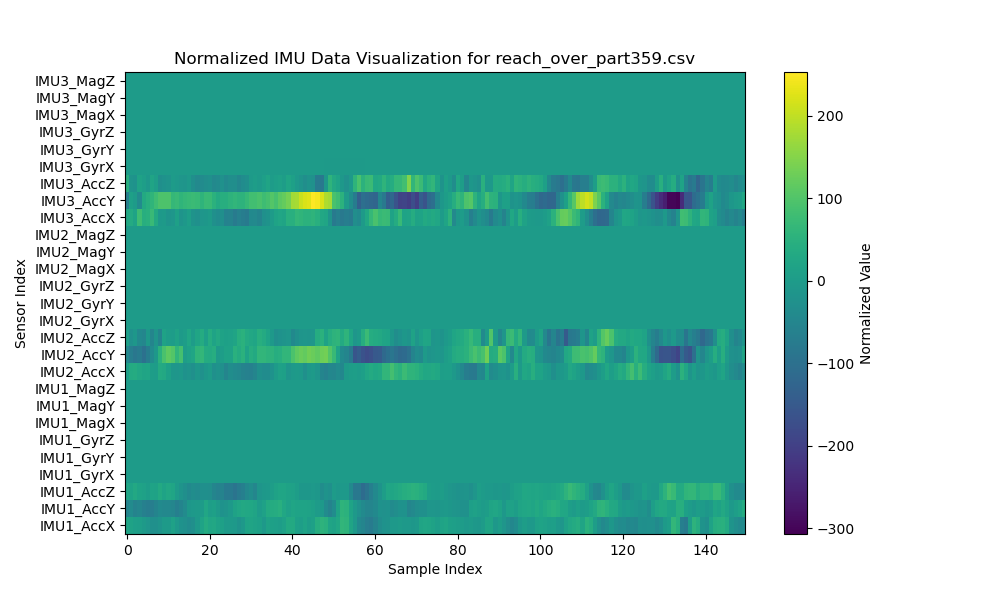 Normalized IMU Data Visualization for reach_over_part359.csv
IMU3_MagZ
IMU3_MagY
IMU3_MagX
IMU3_GyrZ
IMU3_GyrY
IMU3_GyrX
IMU3_AccZ
IMU3_AccY
IMU3_AccX
IMU2_MagZ
IMU2_MagY
IMU2_MagX
IMU2_GyrZ
IMU2_GyrY
IMU2_GyrX
IMU2_AccZ
IMU2_AccY
IMU2_AccX
IMU1_MagZ
IMU1_MagY
IMU1_MagX
IMU1_GyrZ
IMU1_GyrY
IMU1_GyrX
IMU1_AccZ
IMU1_AccY
IMU1_AccX
Sensor Index
0 20 40 60 80 100 120 140
Sample Index
200
100
0
−100
−200
−300
Normalized Value